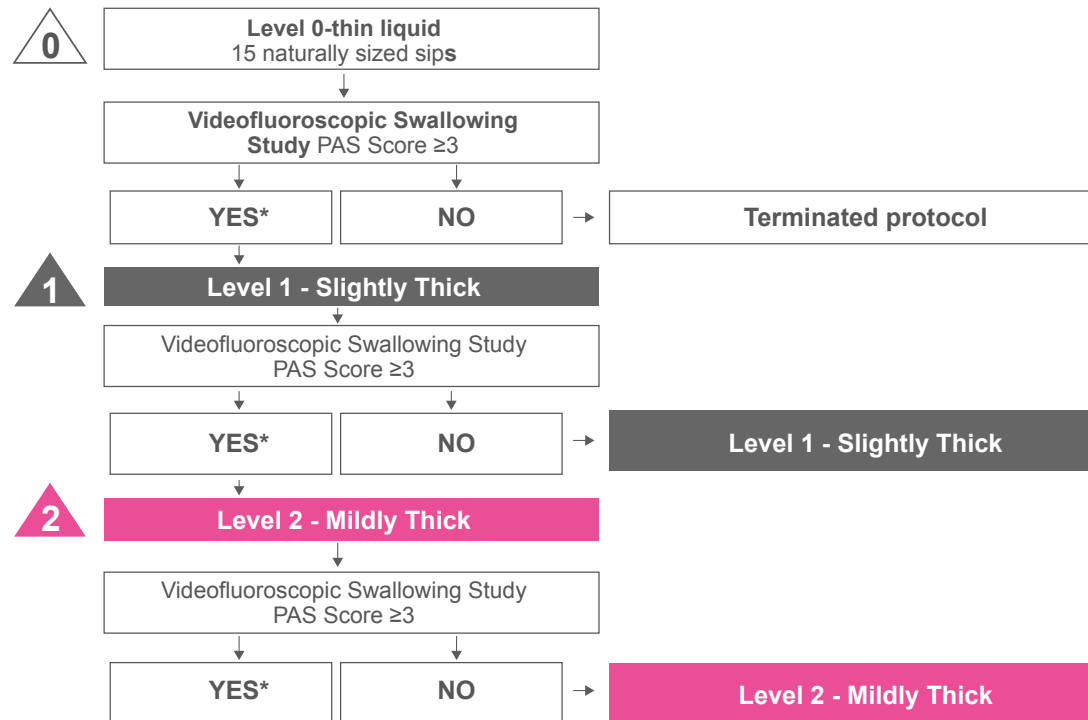 0
Level 0-thin liquid
15 naturally sized sips
Videofluoroscopic Swallowing
Study PAS Score ≥3
YES*
NO
Terminated protocol
1
Level 1 - Slightly Thick
Videofluoroscopic Swallowing Study
PAS Score ≥3
YES*
NO
Level 1 - Slightly Thick
2
Level 2 - Mildly Thick
Videofluoroscopic Swallowing Study
PAS Score ≥3
YES*
NO
Level 2 - Mildly Thick